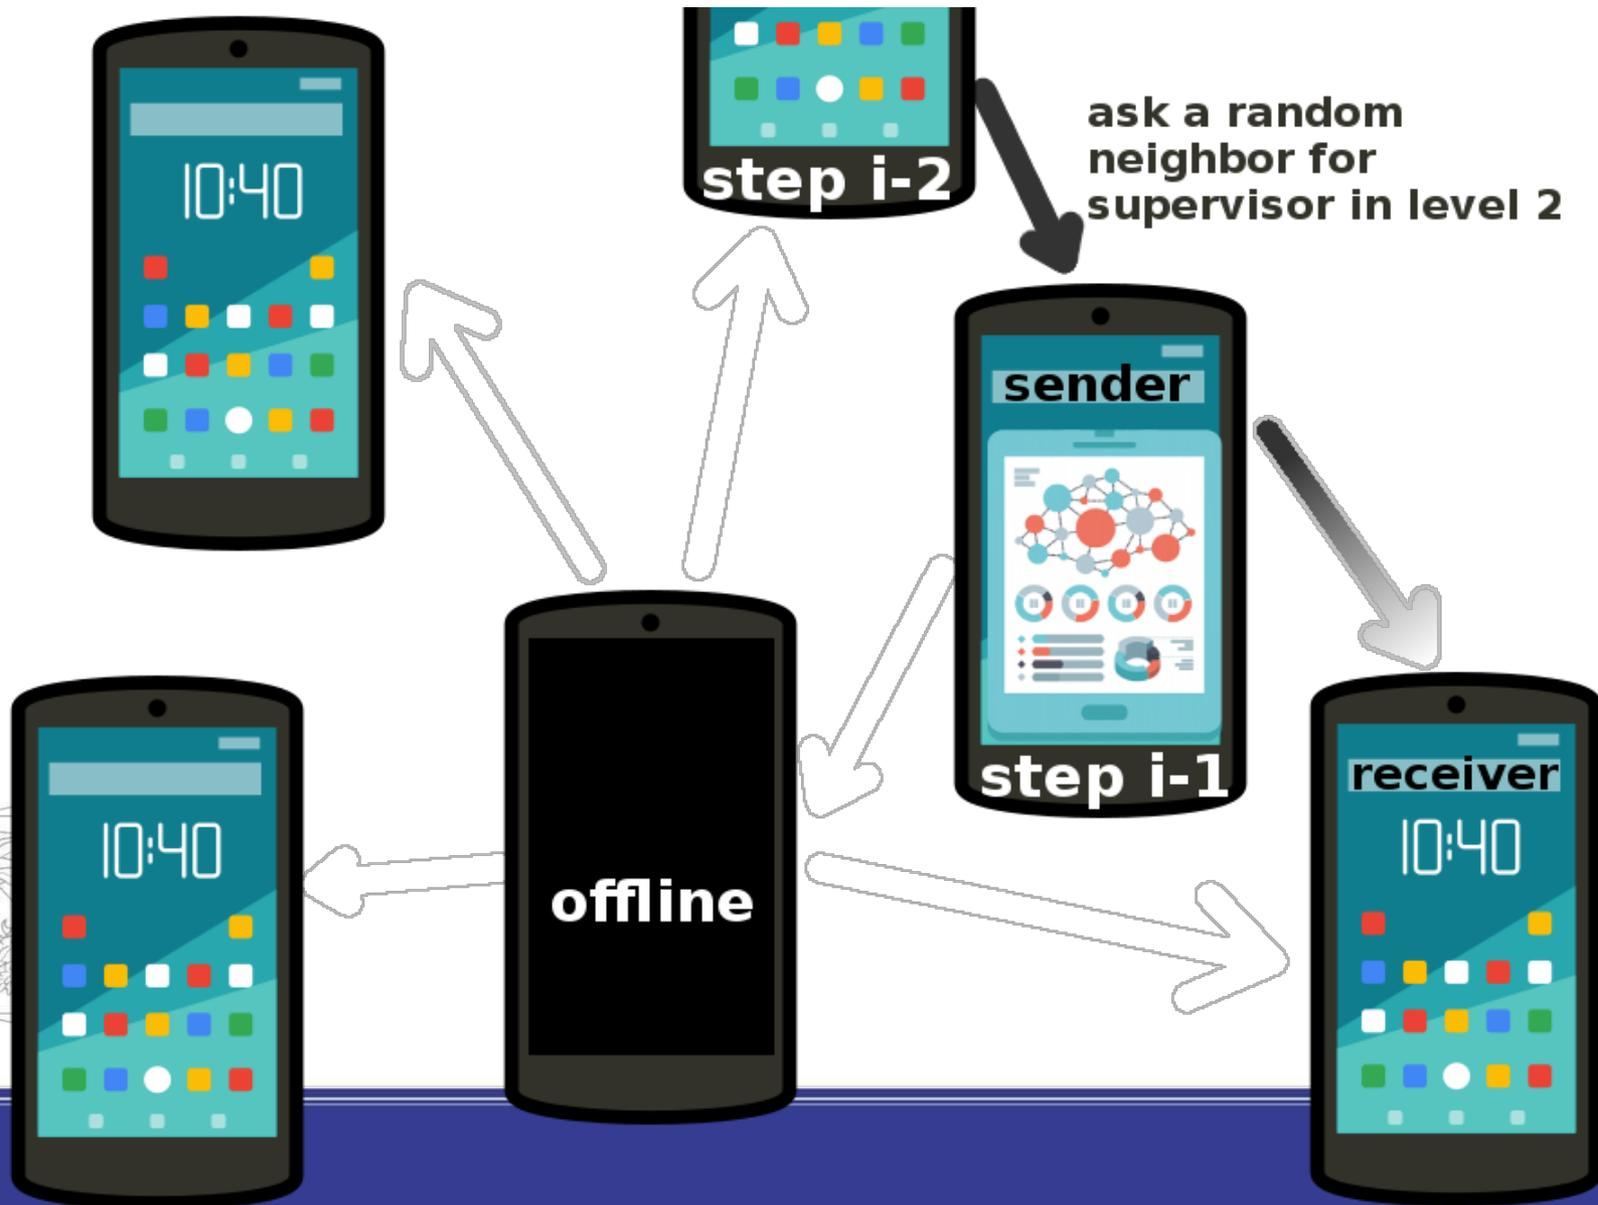 step i-2
ask a random
neighbor for
supervisor in level 2
10:40
sender
step i-1
receiver
10:40
10:40
offline